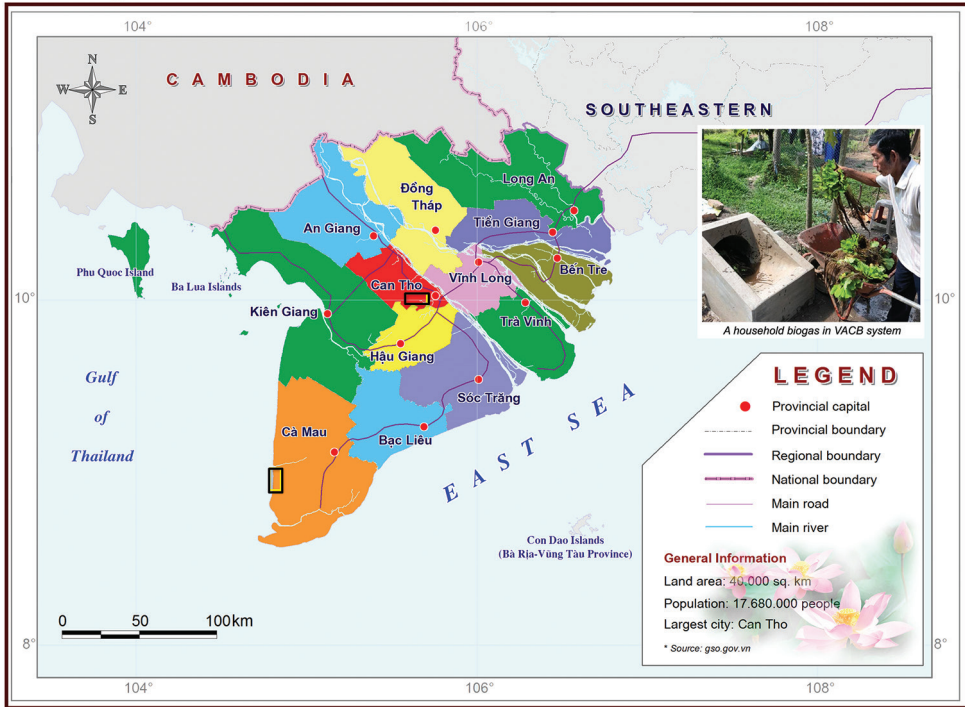 104°
106°
108°
N
W E
S
CAMBODIA
SOUTHEASTERN
Long An
Đồng
Tháp
Tiền Giang
An Giang
Bến Tre
Vĩnh Long
Phu Quoc Island
Can Tho
Ba Lua Islands
10°
10°
Kiên Giang
Trà Vinh
A household biogas in VACB system
Hậu Giang
Gulf
of
Thailand
Sóc Trăng
Cà Mau
Bạc Liêu
EAST SEA
Con Dao Islands
(Bà Rịa-Vũng Tàu Province)
LEGEND
Provincial capital
Provincial boundary
Regional boundary
National boundary
Main road
Main river
General Information
Land area: 40.000 sq. km
Population: 17.680.000 people
Largest city: Can Tho
* Source: gso.gov.vn
0 50 100km
8°
8°
104°
106°
108°